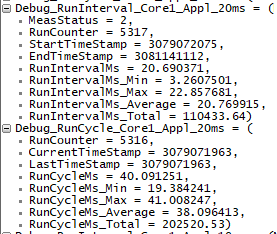 Debug_RunInterval_Core1_Appl_20ms = (
MeasStatus = 2,
RunCounter = 5317,
StartTimeStamp = 3079072075,
EndTimeStamp = 3081141112,
RunIntervalMs = 20.690371,
RunIntervalMs_Min = 3.2607501,
RunIntervalMs_Max = 22.857681,
RunIntervalMs_Average = 20.769915,
RunIntervalMs_Total = 110433.64)
Debug_RunCycle_Core1_Appl_20ms = (
RunCounter = 5316,
CurrentTimeStamp = 3079071963,
LastTimeStamp = 3079071963,
RunCycleMs = 40.091251,
RunCycleMs_Min = 19.384241,
RunCycleMs_Max = 41.008247,
RunCycleMs_Average = 38.096413,
RunCycleMs_Total = 202520.53)